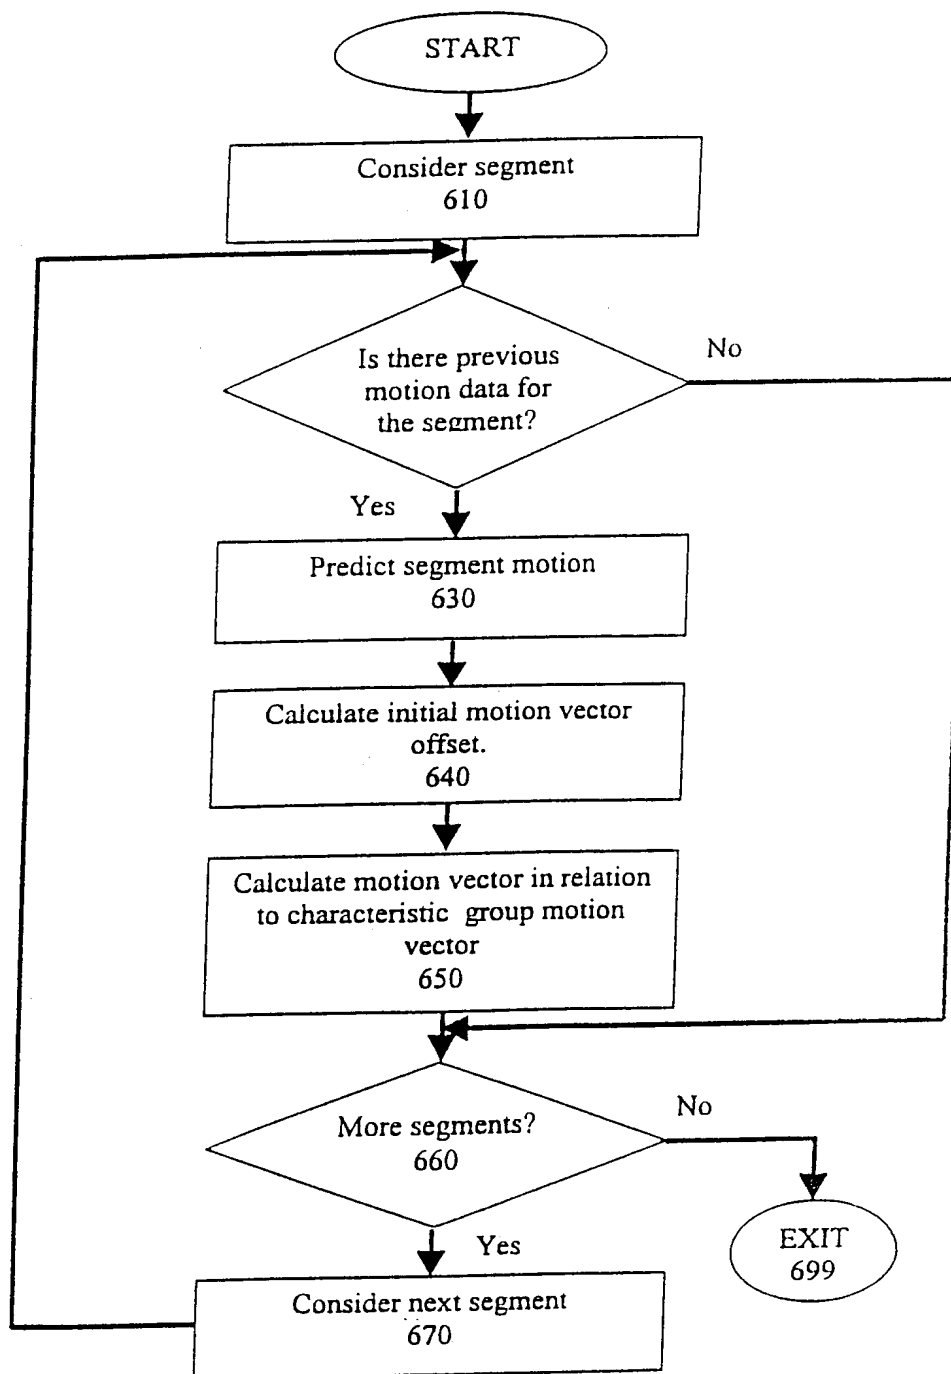 START
Consider segment
610
Is there previous
motion data for
the segment?
No
Yes
Predict segment motion
630
Calculate initial motion vector
offset.
640
Calculate motion vector in relation
to characteristic group motion
vector
650
More segments?
660
No
Yes
EXIT
699
Consider next segment
670